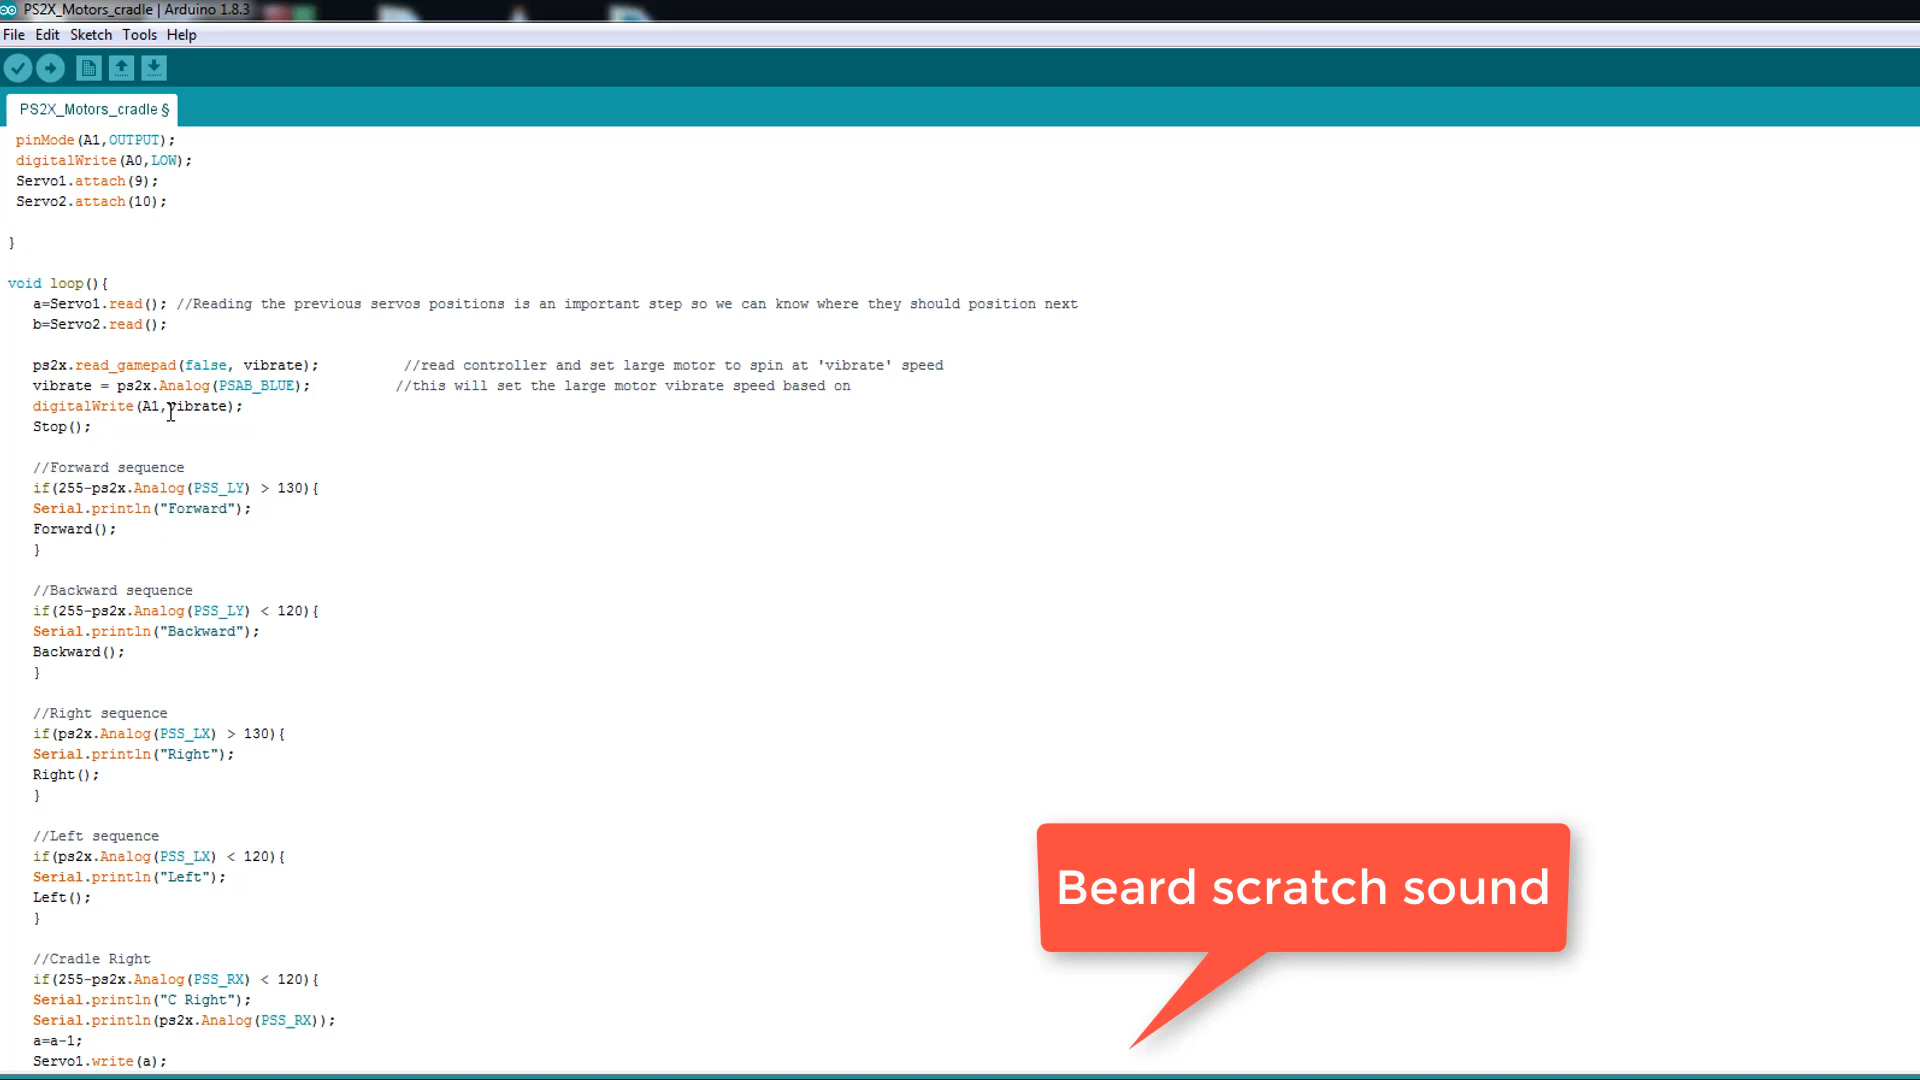 PS2X_Motors_cradle | Arduino 1.8.3
File Edit Sketch Tools Help
PS2X_Motors_cradle §
pinMode(A1,OUTPUT);
digitalWrite(A0,LOW);
Servo1.attach(9);
Servo2.attach(10);
}
void loop(){
a=Servo1.read(); //Reading the previous servos positions is an important step so we can know where they should position next
b=Servo2.read();
ps2x.read_gamepad(false, vibrate); //read controller and set large motor to spin at 'vibrate' speed
vibrate = ps2x.Analog(PSAB_BLUE); //this will set the large motor vibrate speed based on
digitalWrite(A1,vibrate);
Stop();
//Forward sequence
if(255-ps2x.Analog(PSS_LY) > 130){
Serial.println("Forward");
Forward();
}
//Backward sequence
if(255-ps2x.Analog(PSS_LY) < 120){
Serial.println("Backward");
Backward();
}
//Right sequence
if(ps2x.Analog(PSS_LX) > 130){
Serial.println("Right");
Right();
}
//Left sequence
if(ps2x.Analog(PSS_LX) < 120){
Serial.println("Left");
Left();
}
//Cradle Right
if(255-ps2x.Analog(PSS_RX) < 120){
Serial.println("C Right");
Serial.println(ps2x.Analog(PSS_RX));
a=a-1;
Servo1.write(a);
Beard scratch sound